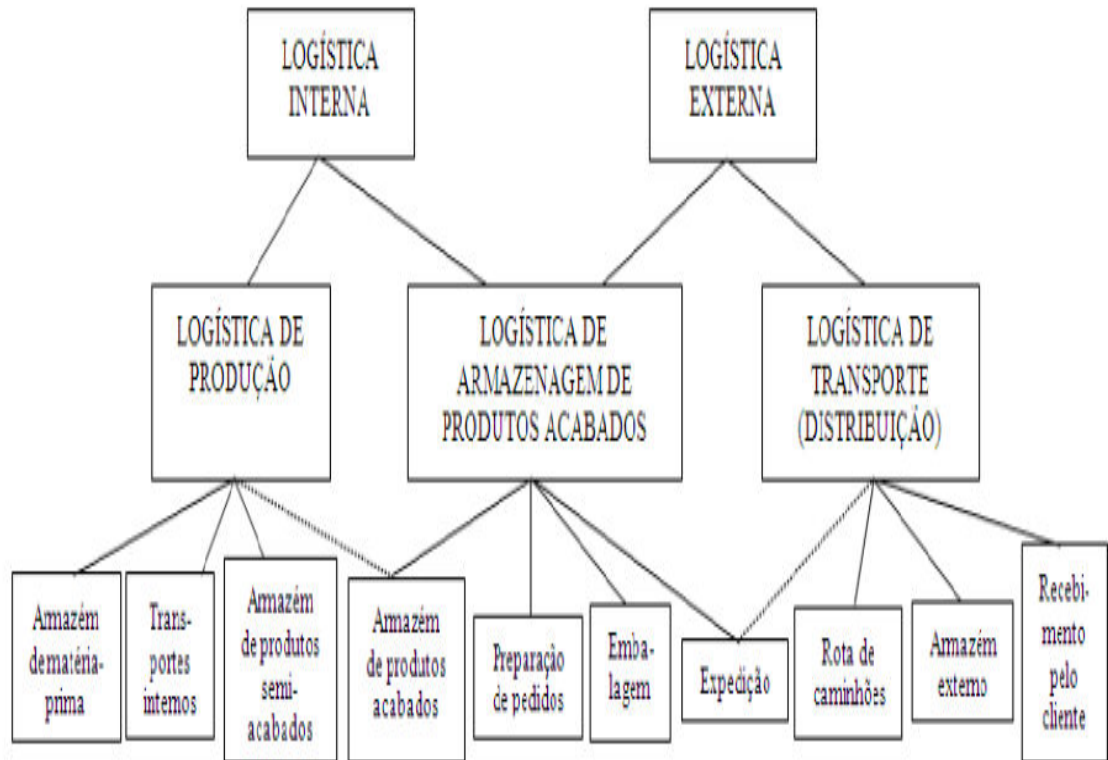 LOGÍSTICA
INTERNA
LOGÍSTICA
EXTERNA
LOGÍSTICA DE
PRODUÇÃO
LOGÍSTICA DE
ARMAZENAGEM DE
PRODUTOS ACABADOS
LOGÍSTICA DE
TRANSPORTE
(DISTRIBUIÇÃO)
Armazém
de matéria-
prima
Trans-
portes
internos
Armazém
de produtos
semi-
acabados
Armazém
de produtos
acabados
Preparação
de pedidos
Emba-
lagem
Expedição
Rota de
caminhões
Armazém
externo
Recebi-
mento
pelo
cliente